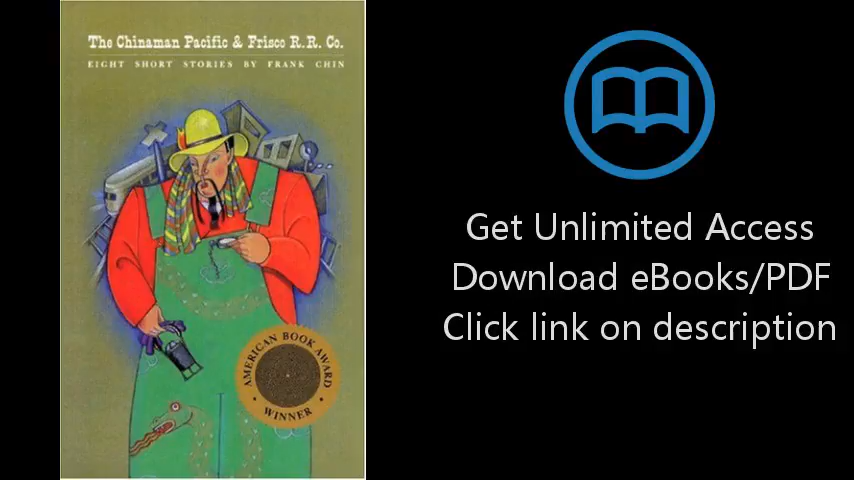 The Chinaman Pacific & Frisco R.R. Co.
EIGHT SHORT STORIES BY FRANK CHIN
AMERICAN BOOK AWARD
• WINNER •
Get Unlimited Access
Download eBooks/PDF
Click link on description